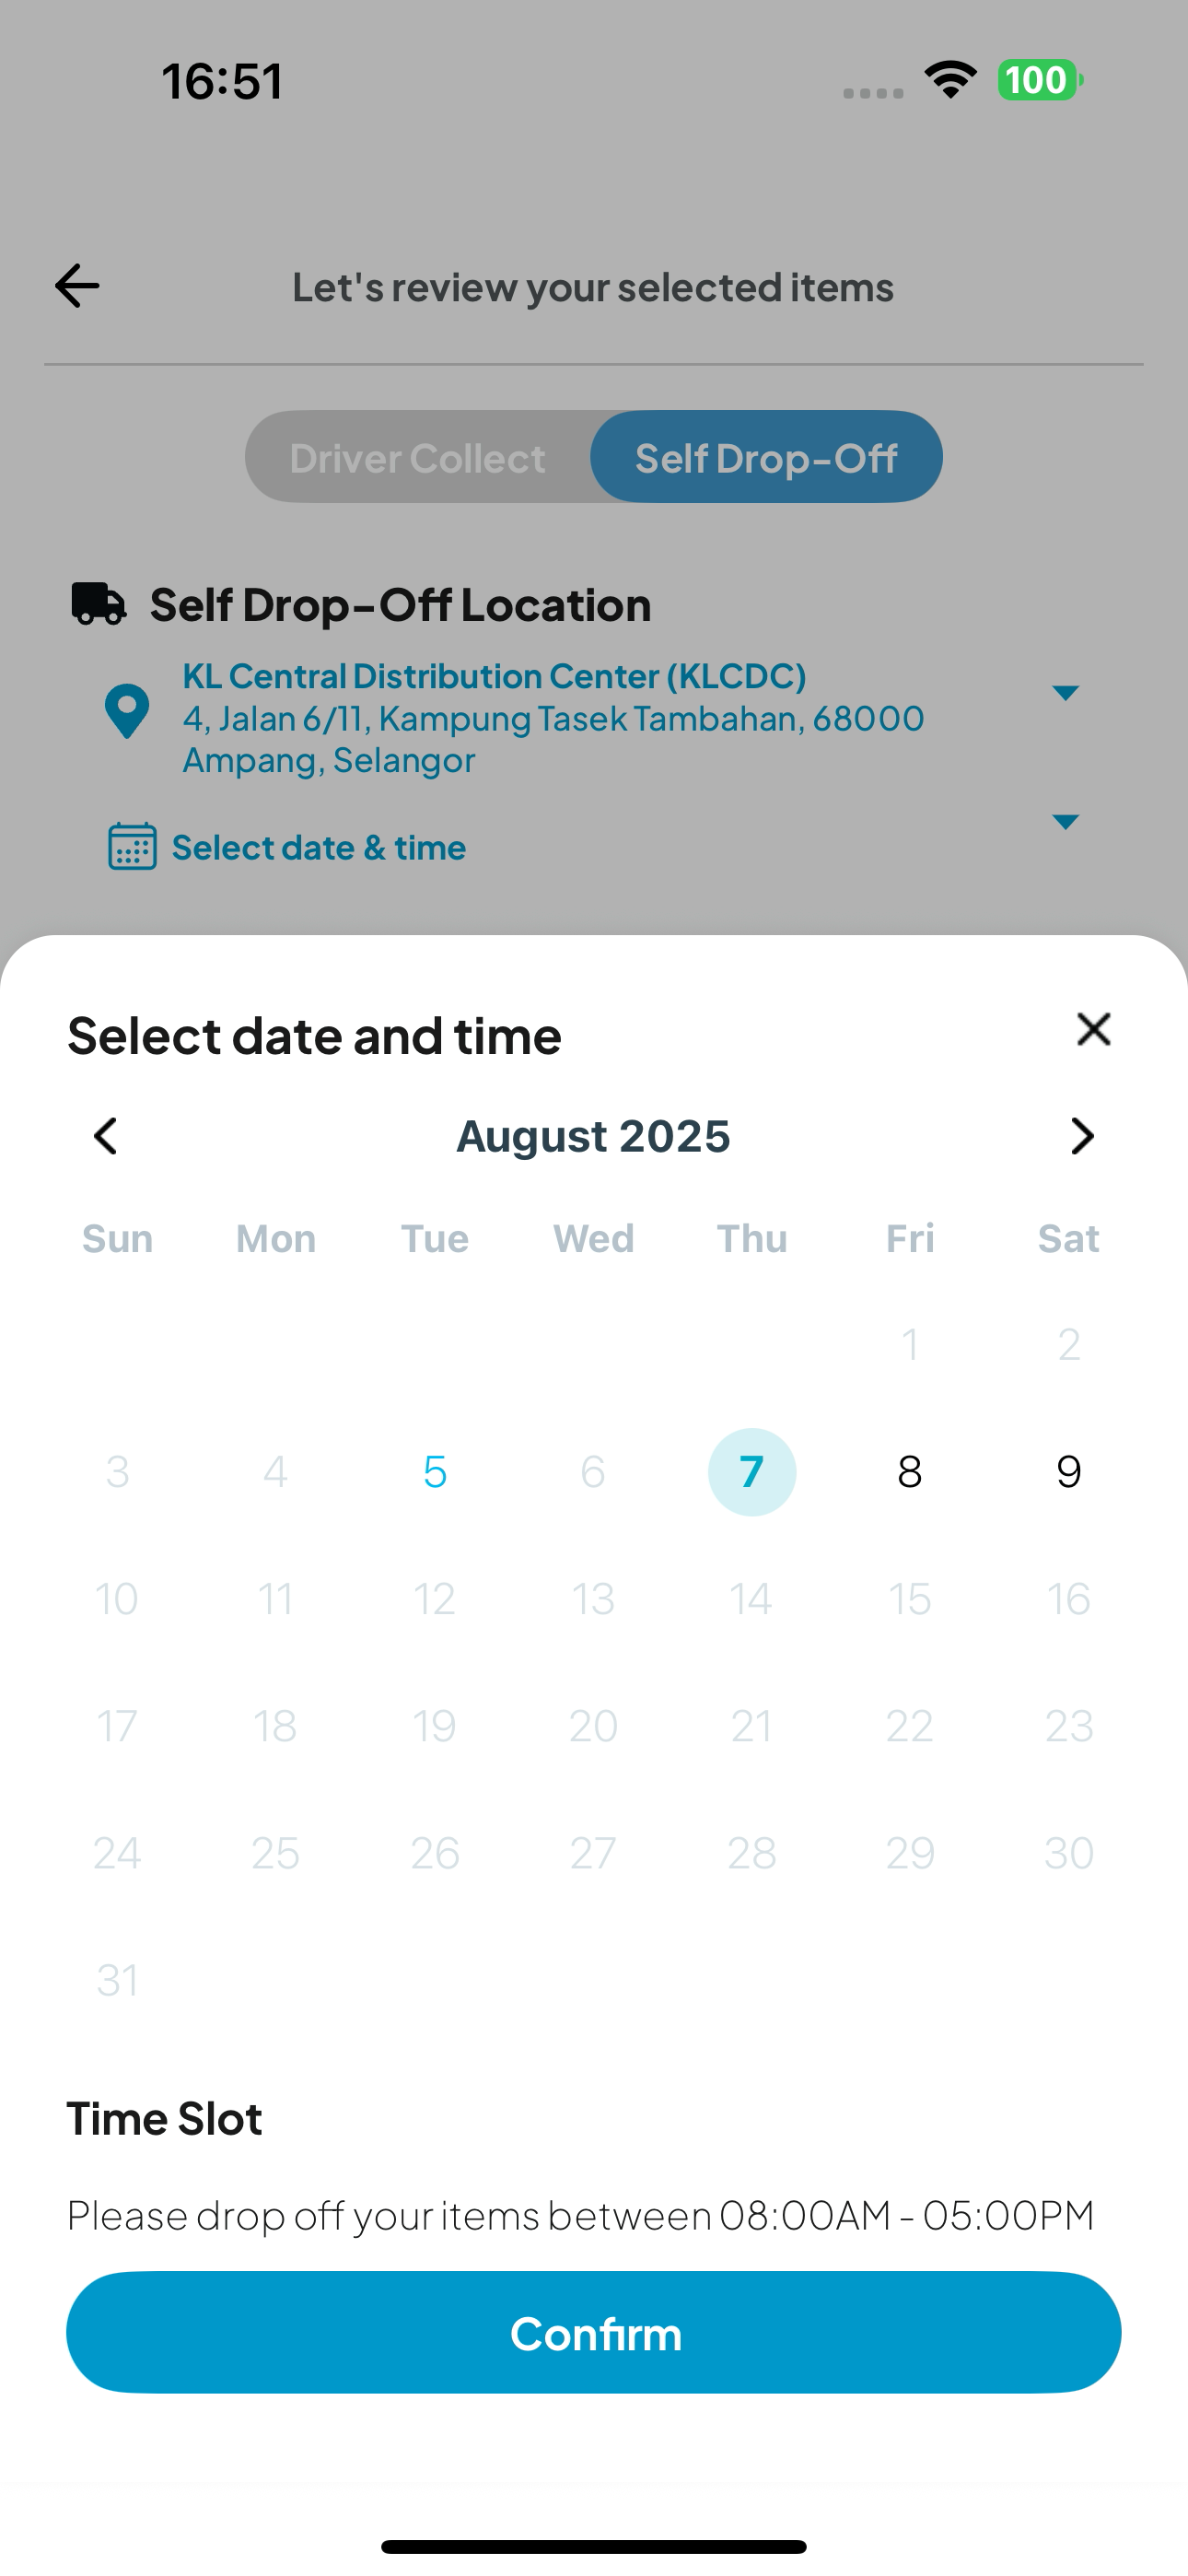 16:51
100
Let's review your selected items
Driver Collect Self Drop-Off
Self Drop-Off Location
KL Central Distribution Center (KLCDC)
4, Jalan 6/11, Kampung Tasek Tambahan, 68000
Ampang, Selangor
Select date & time
Select date and time
August 2025
Sun Mon Tue Wed Thu Fri Sat
1 2
3 4 5 6 7 8 9
10 11 12 13 14 15 16
17 18 19 20 21 22 23
24 25 26 27 28 29 30
31
Time Slot
Please drop off your items between 08:00AM - 05:00PM
Confirm